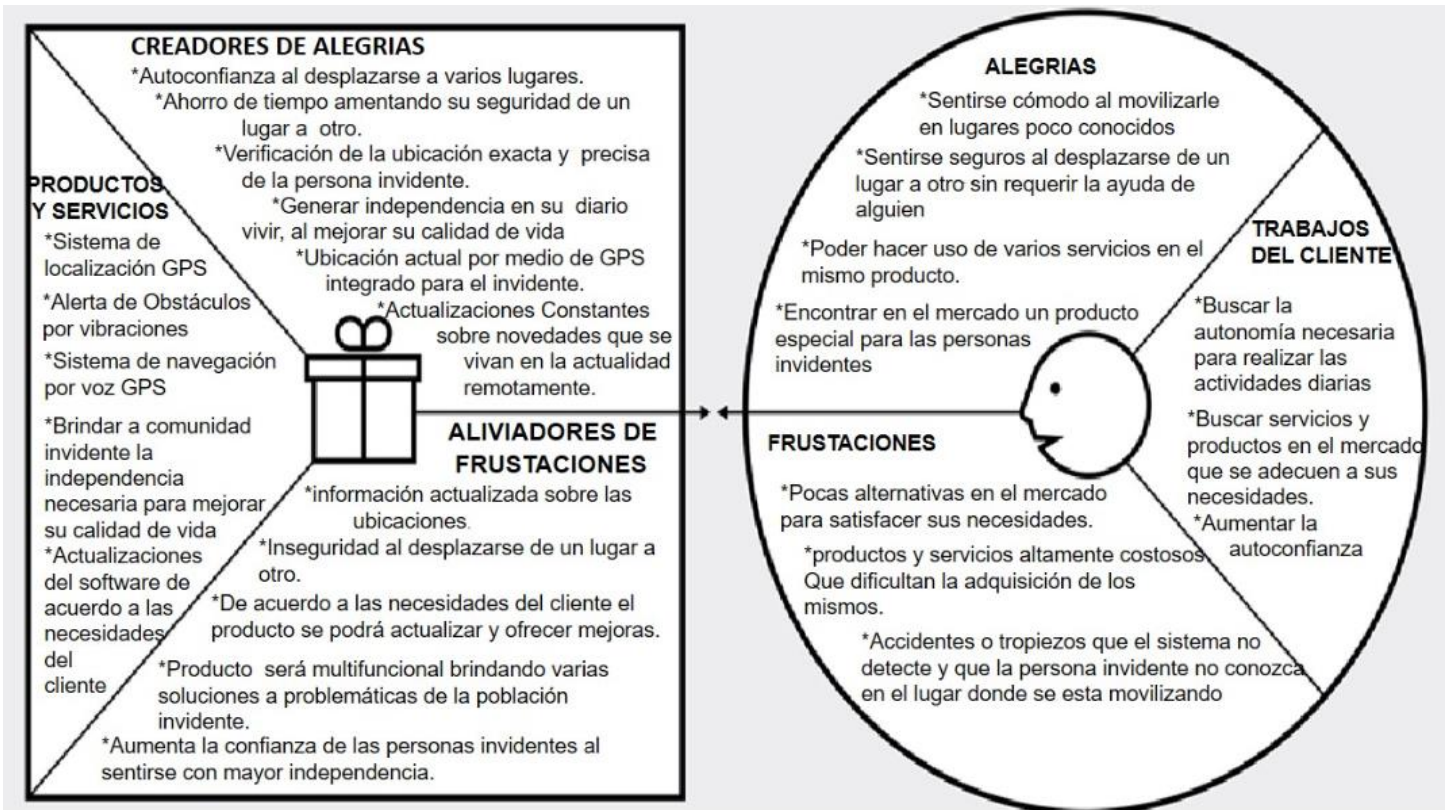 CREADORES DE ALEGRIAS
*Autoconfianza al desplazarse a varios lugares.
*Ahorro de tiempo amentando su seguridad de un
lugar a otro.
*Verificación de la ubicación exacta y precisa
de la persona invidente.
*Generar independencia en su diario
vivir, al mejorar su calidad de vida
*Ubicación actual por medio de GPS
integrado para el invidente.
*Actualizaciones Constantes
sobre novedades que se
vivan en la actualidad
remotamente.
PRODUCTOS
Y SERVICIOS
*Sistema de
localización GPS
*Alerta de Obstáculos
por vibraciones
*Sistema de navegación
por voz GPS
*Brindar a comunidad
invidente la
independencia
necesaria para mejorar
su calidad de vida
*Actualizaciones
del software de
acuerdo a las
necesidades
del
cliente
ALIVIADORES DE
FRUSTACIONES
*información actualizada sobre las
ubicaciones.
*Inseguridad al desplazarse de un lugar a
otro.
*De acuerdo a las necesidades del cliente el
producto se podrá actualizar y ofrecer mejoras.
*Producto será multifuncional brindando varias
soluciones a problemáticas de la población
invidente.
*Aumenta la confianza de las personas invidentes al
sentirse con mayor independencia.
ALEGRIAS
*Sentirse cómodo al movilizarle
en lugares poco conocidos
*Sentirse seguros al desplazarse de un
lugar a otro sin requerir la ayuda de
alguien
*Poder hacer uso de varios servicios en el
mismo producto.
*Encontrar en el mercado un producto
especial para las personas
invidentes
TRABAJOS
DEL CLIENTE
*Buscar la
autonomía necesaria
para realizar las
actividades diarias
*Buscar servicios y
productos en el mercado
que se adecuen a sus
necesidades.
*Aumentar la
autoconfianza
FRUSTACIONES
*Pocas alternativas en el mercado
para satisfacer sus necesidades.
*productos y servicios altamente costosos
Que dificultan la adquisición de los
mismos.
*Accidentes o tropiezos que el sistema no
detecte y que la persona invidente no conozca
en el lugar donde se esta movilizando